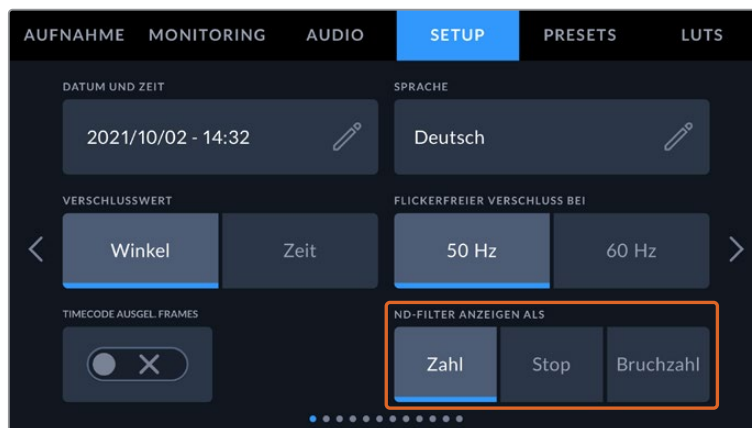 AUFNAHME MONITORING AUDIO SETUP PRESETS LUTS
DATUM UND ZEIT SPRACHE
2021/10/02 - 14:32 Deutsch
VERSCHLUSSWERT FLICKERFREIER VERSCHLUSS BEI
Winkel Zeit 50 Hz 60 Hz
TIMECODE AUSGEL. FRAMES ND-FILTER ANZEIGEN ALS
Zahl Stop Bruchzahl